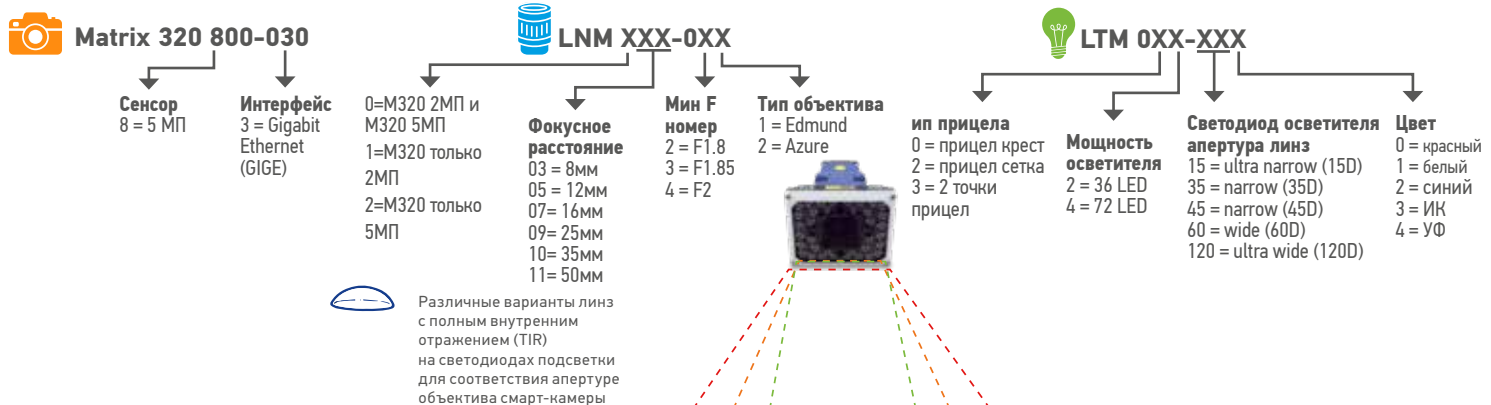 Matrix 320 800-030
Сенсор
8 = 5 МП
Интерфейс
3 = Gigabit
Ethernet
(GIGE)
LNM XXX-0XX
0=М320 2МП и
М320 5МП
1=М320 только
2МП
2=М320 только
5МП
Фокусное
расстояние
03 = 8мм
05 = 12мм
07= 16мм
09= 25мм
10= 35мм
11= 50мм
Мин F
номер
2 = F1.8
3 = F1.85
4 = F2
Тип объектива
1 = Edmund
2 = Azure
LTM 0XX-XXX
ип прицела
0 = прицел крест
2 = прицел сетка
3 = 2 точки
прицел
Мощность
осветителя
2 = 36 LED
4 = 72 LED
Светодиод осветителя
апертура линз
15 = ultra narrow (15D)
35 = narrow (35D)
45 = narrow (45D)
60 = wide (60D)
120 = ultra wide (120D)
Цвет
0 = красный
1 = белый
2 = синий
3 = ИК
4 = УФ
Различные варианты линз
с полным внутренним
отражением (TIR)
на светодиодах подсветки
для соответствия апертуре
объектива смарт-камеры